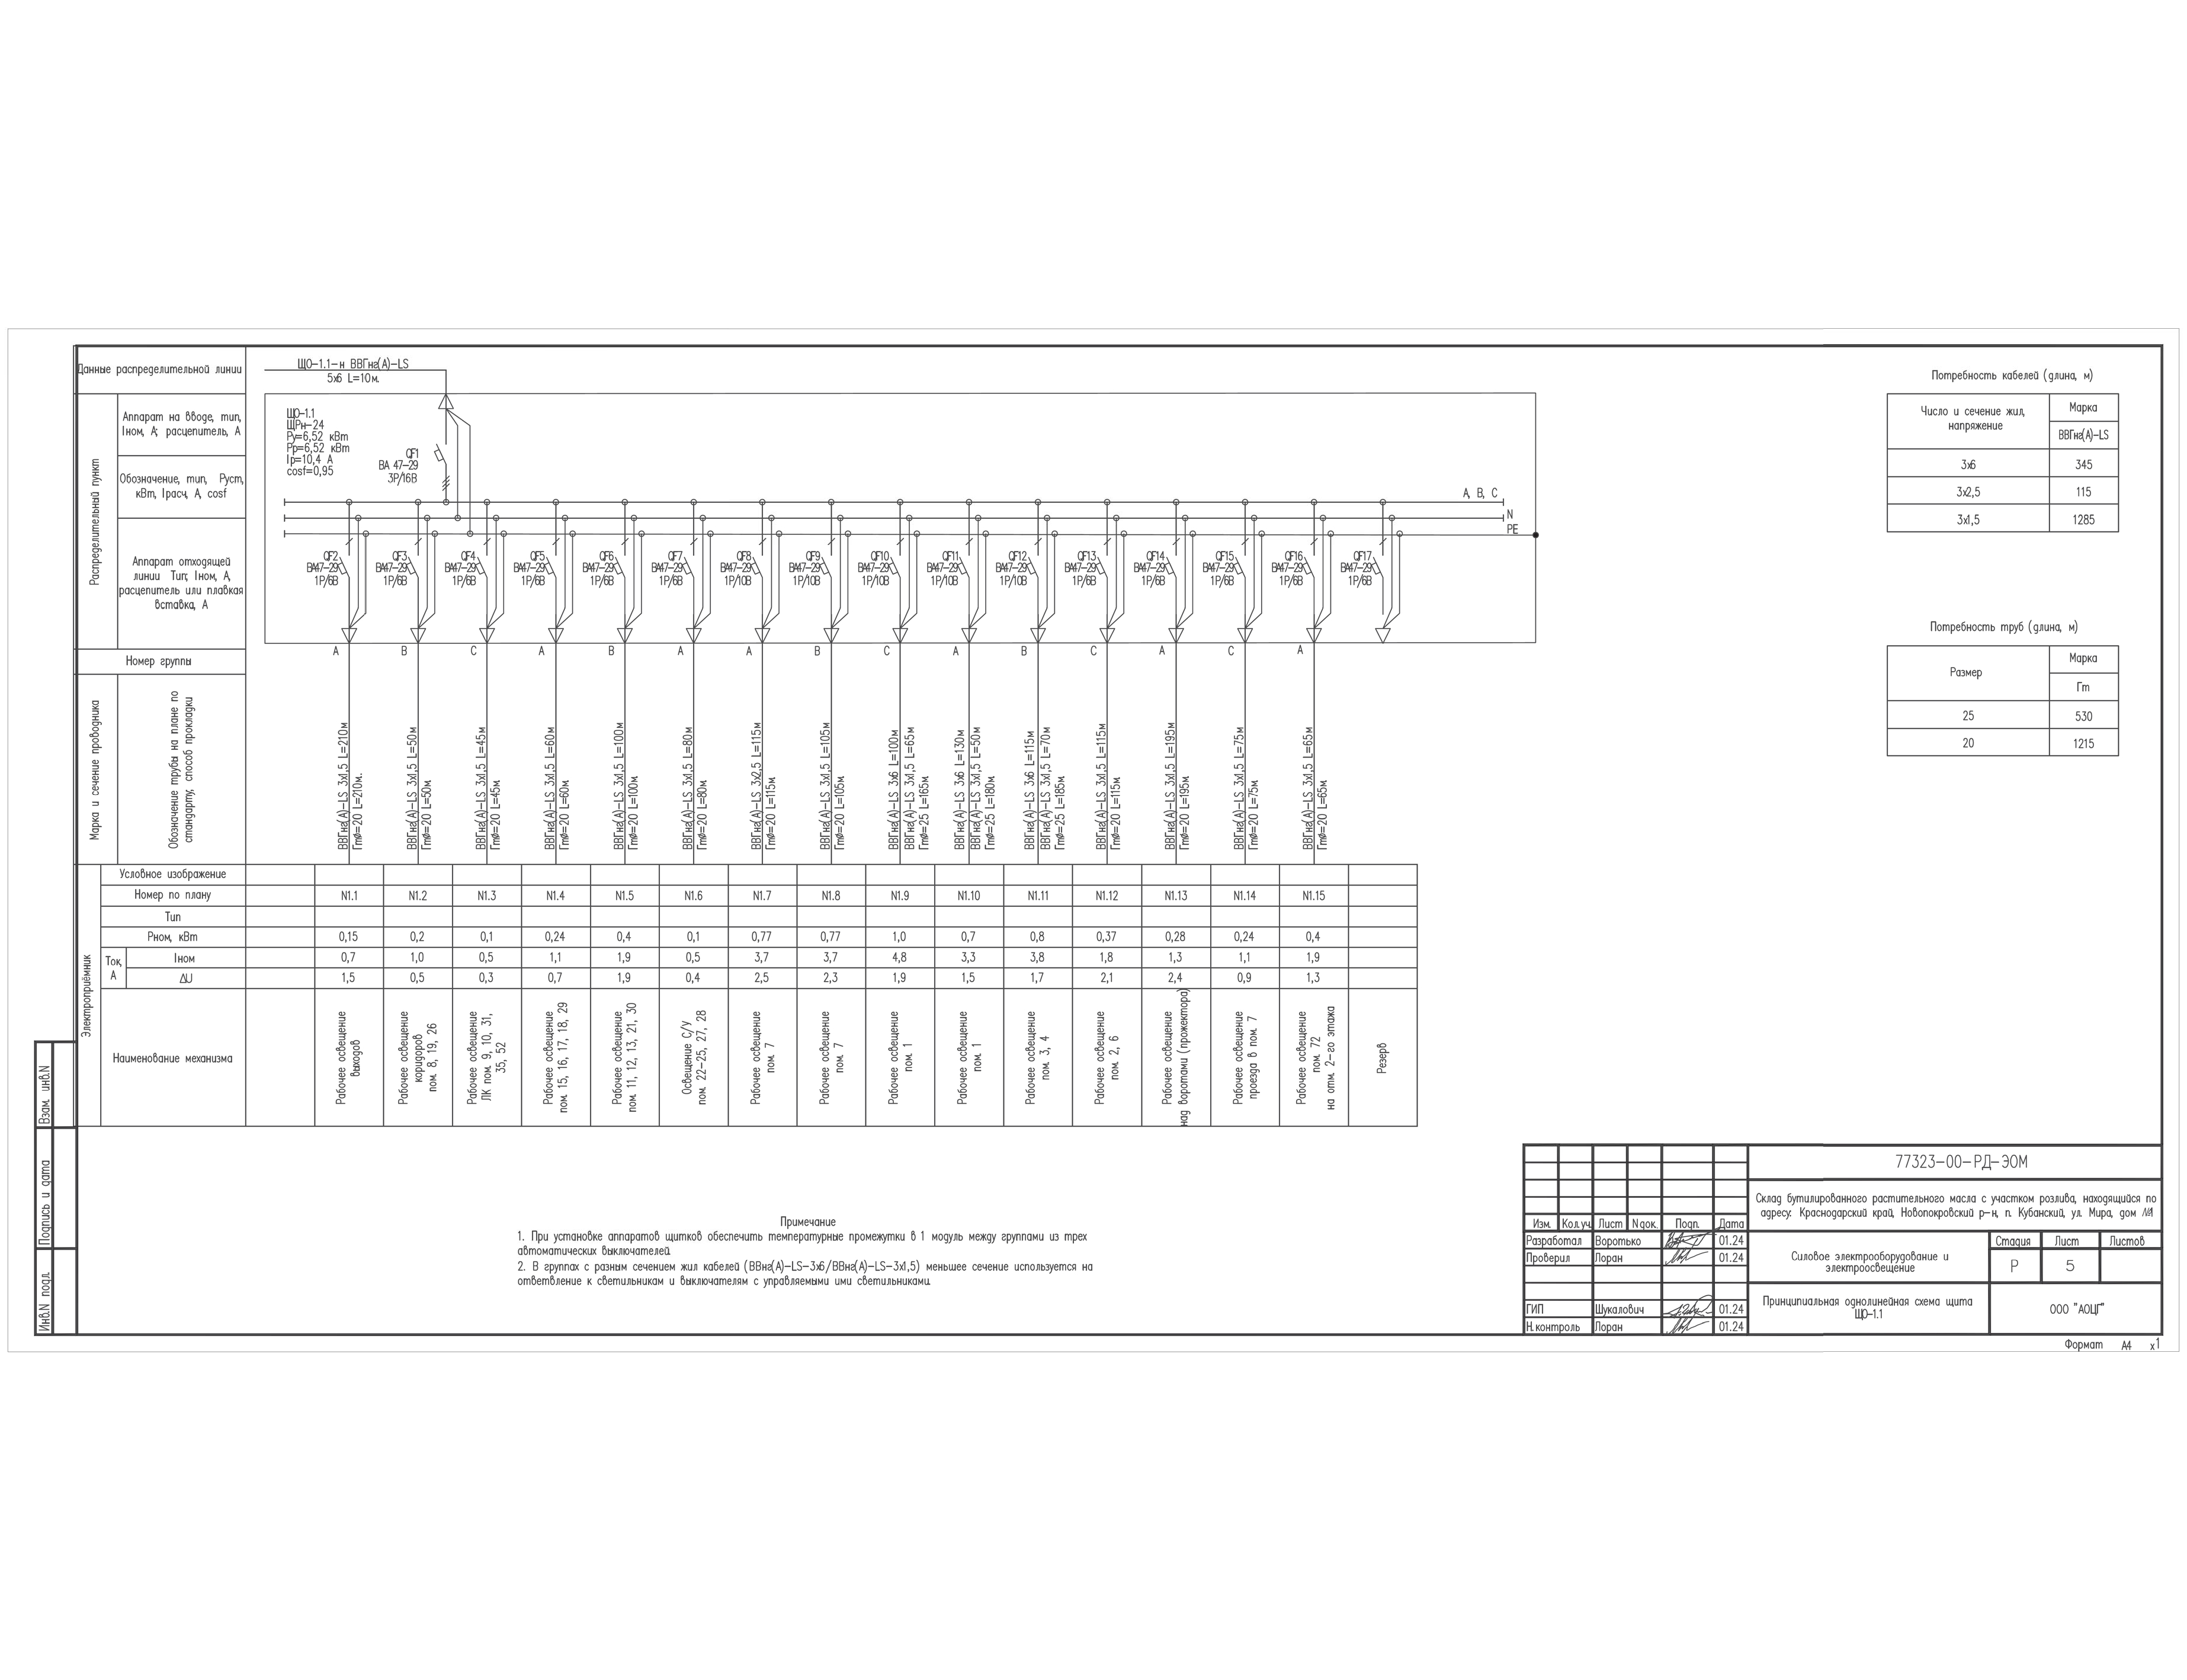 Данные распределительной линии
Распределительный пункт
Аппарат на вводе, тип,
Iном, А; расцепитель, А
Обозначение, тип, Руст,
кВт, Iрасч, А, cosf
Аппарат отходящей
линии Тип; Iном, А,
расцепитель или плавкая
вставка, А
Номер группы
Марка и сечение проводника
Обозначение трубы на плане по
стандарту, способ прокладки
ЩО-1.1-н ВВГнг(А)-LS
5х6 L=10м.
ЩО-1.1
ЩРн-24
Ру=6,52 кВт
Рр=6,52 кВт
Iр=10,4 А
cosf=0,95
QF1
ВА 47-29
3Р/16В
А, В, С
N
PE
QF2
ВА47-29
1Р/6В
QF3
ВА47-29
1Р/6В
QF4
ВА47-29
1Р/6В
QF5
ВА47-29
1Р/6В
QF6
ВА47-29
1Р/6В
QF7
ВА47-29
1Р/6В
QF8
ВА47-29
1Р/10В
QF9
ВА47-29
1Р/10В
QF10
ВА47-29
1Р/10В
QF11
ВА47-29
1Р/10В
QF12
ВА47-29
1Р/10В
QF13
ВА47-29
1Р/6В
QF14
ВА47-29
1Р/6В
QF15
ВА47-29
1Р/6В
QF16
ВА47-29
1Р/6В
QF17
ВА47-29
1Р/6В
А В С А В А А В С А В С А С А
ВВГнг(А)-LS 3х1,5 L=210м
Гтø=20 L=210м.
ВВГнг(А)-LS 3х1,5 L=50м
Гтø=20 L=50м.
ВВГнг(А)-LS 3х1,5 L=45м
Гтø=20 L=45м.
ВВГнг(А)-LS 3х1,5 L=60м
Гтø=20 L=60м.
ВВГнг(А)-LS 3х1,5 L=100м
Гтø=20 L=100м.
ВВГнг(А)-LS 3х1,5 L=80м
Гтø=20 L=80м.
ВВГнг(А)-LS 3х2,5 L=115м
Гтø=20 L=115м.
ВВГнг(А)-LS 3х1,5 L=105м
Гтø=20 L=105м.
ВВГнг(А)-LS 3х6 L=100м
ВВГнг(А)-LS 3х1,5 L=65м
Гтø=25 L=165м.
ВВГнг(А)-LS 3х6 L=130м
ВВГнг(А)-LS 3х1,5 L=50м
Гтø=25 L=180м.
ВВГнг(А)-LS 3х6 L=115м
ВВГнг(А)-LS 3х1,5 L=70м
Гтø=25 L=185м.
ВВГнг(А)-LS 3х1,5 L=115м
Гтø=20 L=115м.
ВВГнг(А)-LS 3х1,5 L=195м
Гтø=20 L=195м.
ВВГнг(А)-LS 3х1,5 L=75м
Гтø=20 L=75м.
ВВГнг(А)-LS 3х1,5 L=65м
Гтø=20 L=65м.
Электроприёмник
Условное изображение
Номер по плану N1.1 N1.2 N1.3 N1.4 N1.5 N1.6 N1.7 N1.8 N1.9 N1.10 N1.11 N1.12 N1.13 N1.14 N1.15
Тип
Рном, кВт 0,15 0,2 0,1 0,24 0,4 0,1 0,77 0,77 1,0 0,7 0,8 0,37 0,28 0,24 0,4
Ток,
А
Iном 0,7 1,0 0,5 1,1 1,9 0,5 3,7 3,7 4,8 3,3 3,8 1,8 1,3 1,1 1,9
ΔU 1,5 0,5 0,3 0,7 1,9 0,4 2,5 2,3 1,9 1,5 1,7 2,1 2,4 0,9 1,3
Наименование механизма
Рабочее освещение
выходов
Рабочее освещение
коридоров
пом. 8, 19, 26
Рабочее освещение
ЛК пом. 9, 10, 31,
35, 52
Рабочее освещение
пом. 15, 16, 17, 18, 29
Рабочее освещение
пом. 11, 12, 13, 21, 30
Освещение С/У
пом. 22-25, 27, 28
Рабочее освещение
пом. 7
Рабочее освещение
пом. 7
Рабочее освещение
пом. 1
Рабочее освещение
пом. 1
Рабочее освещение
пом. 3, 4
Рабочее освещение
пом. 2, 6
Рабочее освещение
над воротами (прожектора)
Рабочее освещение
проезда в пом. 7
Рабочее освещение
пом. 72
на отм. 2-го этажа
Резерв
Потребность кабелей (длина, м)
Число и сечение жил,
напряжение
Марка
ВВГнг(А)-LS
3х6 345
3х2,5 115
3х1,5 1285
Потребность труб (длина, м)
Размер
Марка
Гт
25 530
20 1215
Примечание
1. При установке аппаратов щитков обеспечить температурные промежутки в 1 модуль между группами из трех
автоматических выключателей.
2. В группах с разным сечением жил кабелей (ВВнг(А)-LS-3х6/ВВнг(А)-LS-3х1,5) меньшее сечение используется на
ответвление к светильникам и выключателям с управляемыми ими светильниками.
Взам. инв.N
Подпись и дата
Инв.N подл.
77323-00-РД-ЭОМ
Склад бутилированного растительного масла с участком розлива, находящийся по
адресу: Краснодарский край, Новопокровский р-н, п. Кубанский, ул. Мира, дом №1
Изм. Кол.уч. Лист Nдок. Подп. Дата
Разработал Воротько 01.24
Проверил Лоран 01.24
ГИП Шукалович 01.24
Н.контроль Лоран 01.24
Силовое электрооборудование и
электроосвещение
Стадия Лист Листов
Р 5
Принципиальная однолинейная схема щита
ЩО-1.1
ООО "АОЦГ"
Формат А4 х1